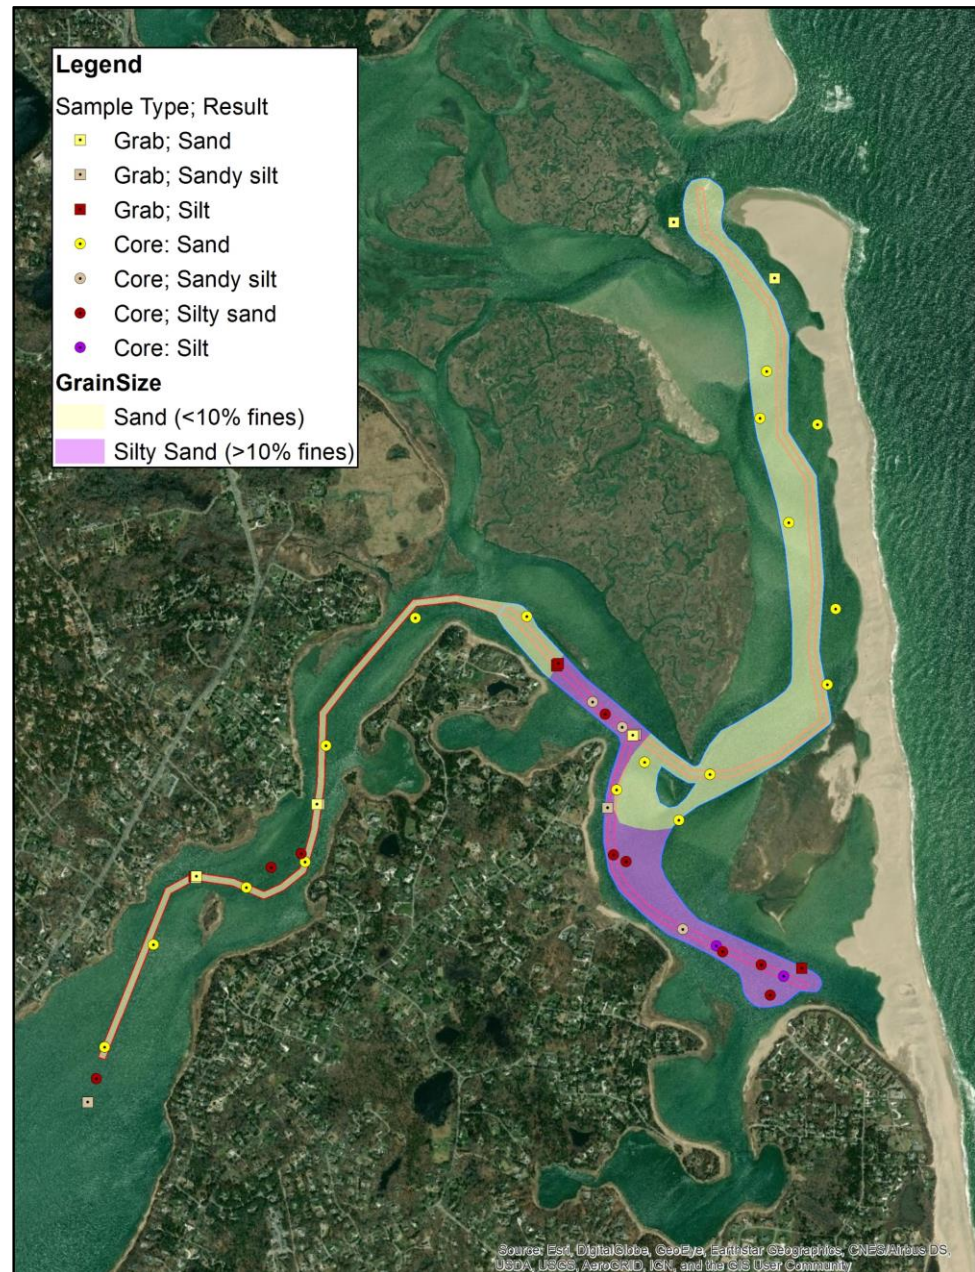 Legend
Sample Type; Result
Grab; Sand
Grab; Sandy silt
Grab; Silt
Core: Sand
Core; Sandy silt
Core; Silty sand
Core: Silt
GrainSize
Sand (<10% fines)
Silty Sand (>10% fines)
Source: Esri, DigitalGlobe, GeoEye, Earthstar Geographics, CNES/Airbus DS,
USDA, USGS, AeroGRID, IGN, and the GIS User Community